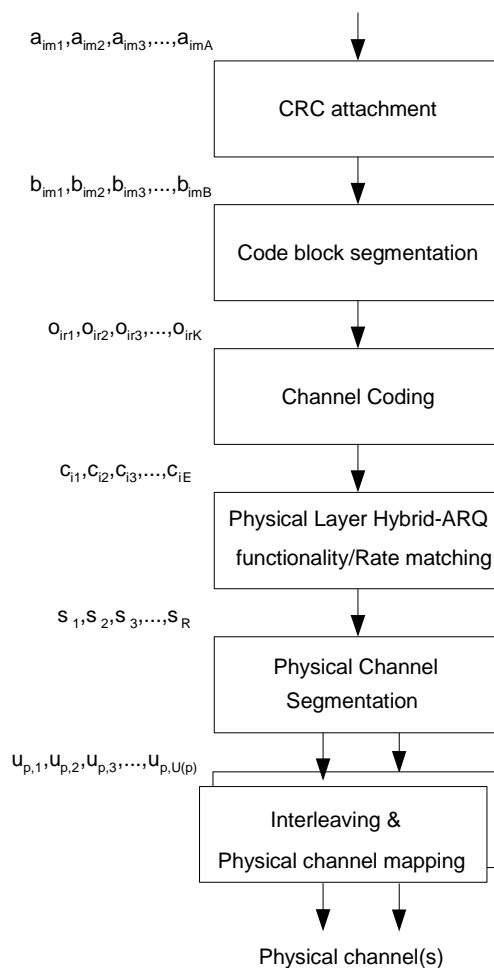 a_im1,a_im2,a_im3,...,a_imA
CRC attachment
b_im1,b_im2,b_im3,...,b_imB
Code block segmentation
o_ir1,o_ir2,o_ir3,...,o_irK
Channel Coding
c_i1,c_i2,c_i3,...,c_iE
Physical Layer Hybrid-ARQ
functionality/Rate matching
s_1,s_2,s_3,...,s_R
Physical Channel
Segmentation
u_p,1,u_p,2,u_p,3,...,u_p,U(p)
Interleaving &
Physical channel mapping
Physical channel(s)